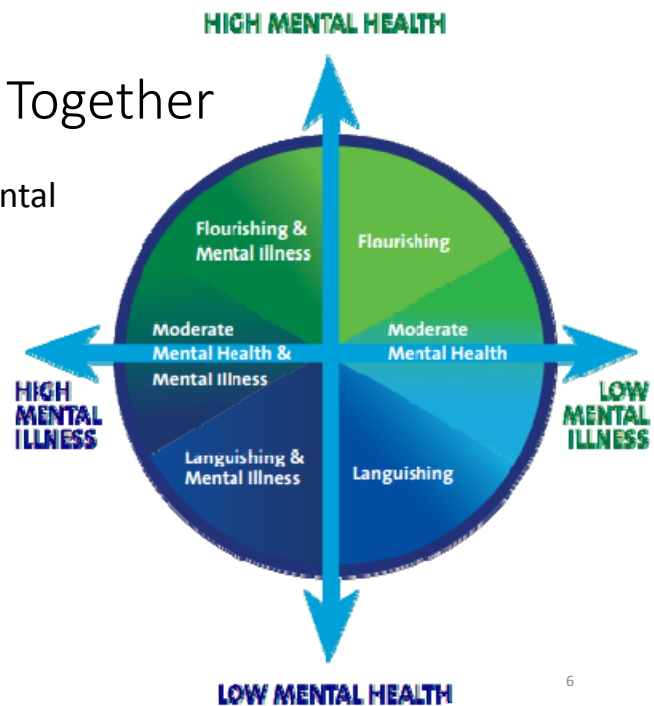 HIGH MENTAL HEALTH
Together
ntal
Flourishing &
Mental Illness
Flourishing
Moderate
Mental Health &
Mental Illness
Moderate
Mental Health
HIGH
MENTAL
ILLNESS
LOW
MENTAL
ILLNESS
Languishing &
Mental Illness
Languishing
LOW MENTAL HEALTH
6